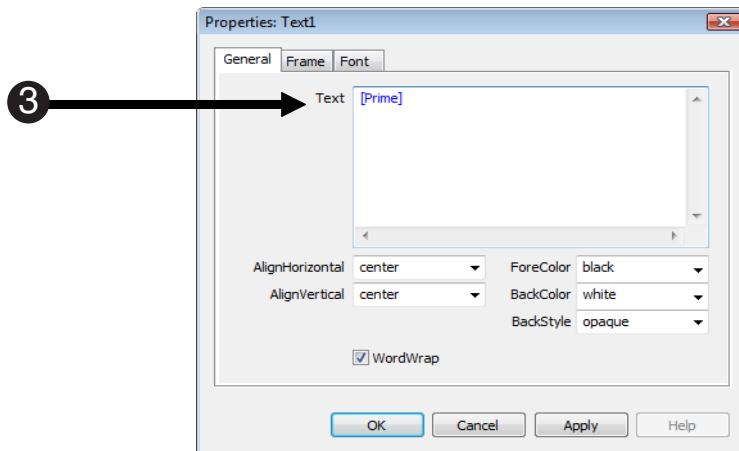 Properties: Text1
General Frame Font
3
Text [Prime]
AlignHorizontal center ForeColor black
AlignVertical center BackColor white
BackStyle opaque
WordWrap
OK Cancel Apply Help